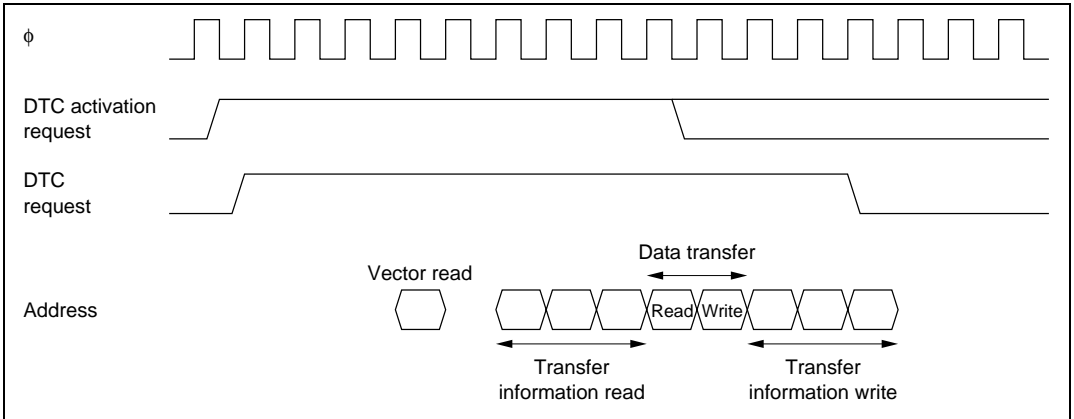 φ
DTC activation
request
DTC
request
Data transfer
Vector read
Address
Read Write
Transfer
information read
Transfer
information write